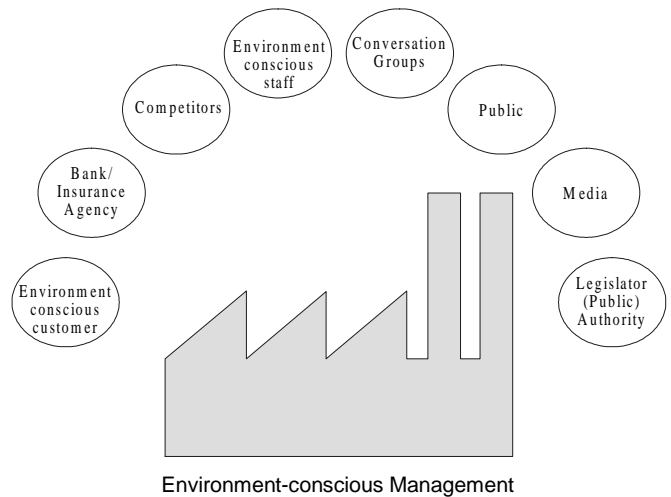 Environment
conscious
staff
Conversation
Groups
Competitors
Public
Bank/
Insurance
Agency
Media
Environment
conscious
customer
Legislator
(Public)
Authority
Environment-conscious Management